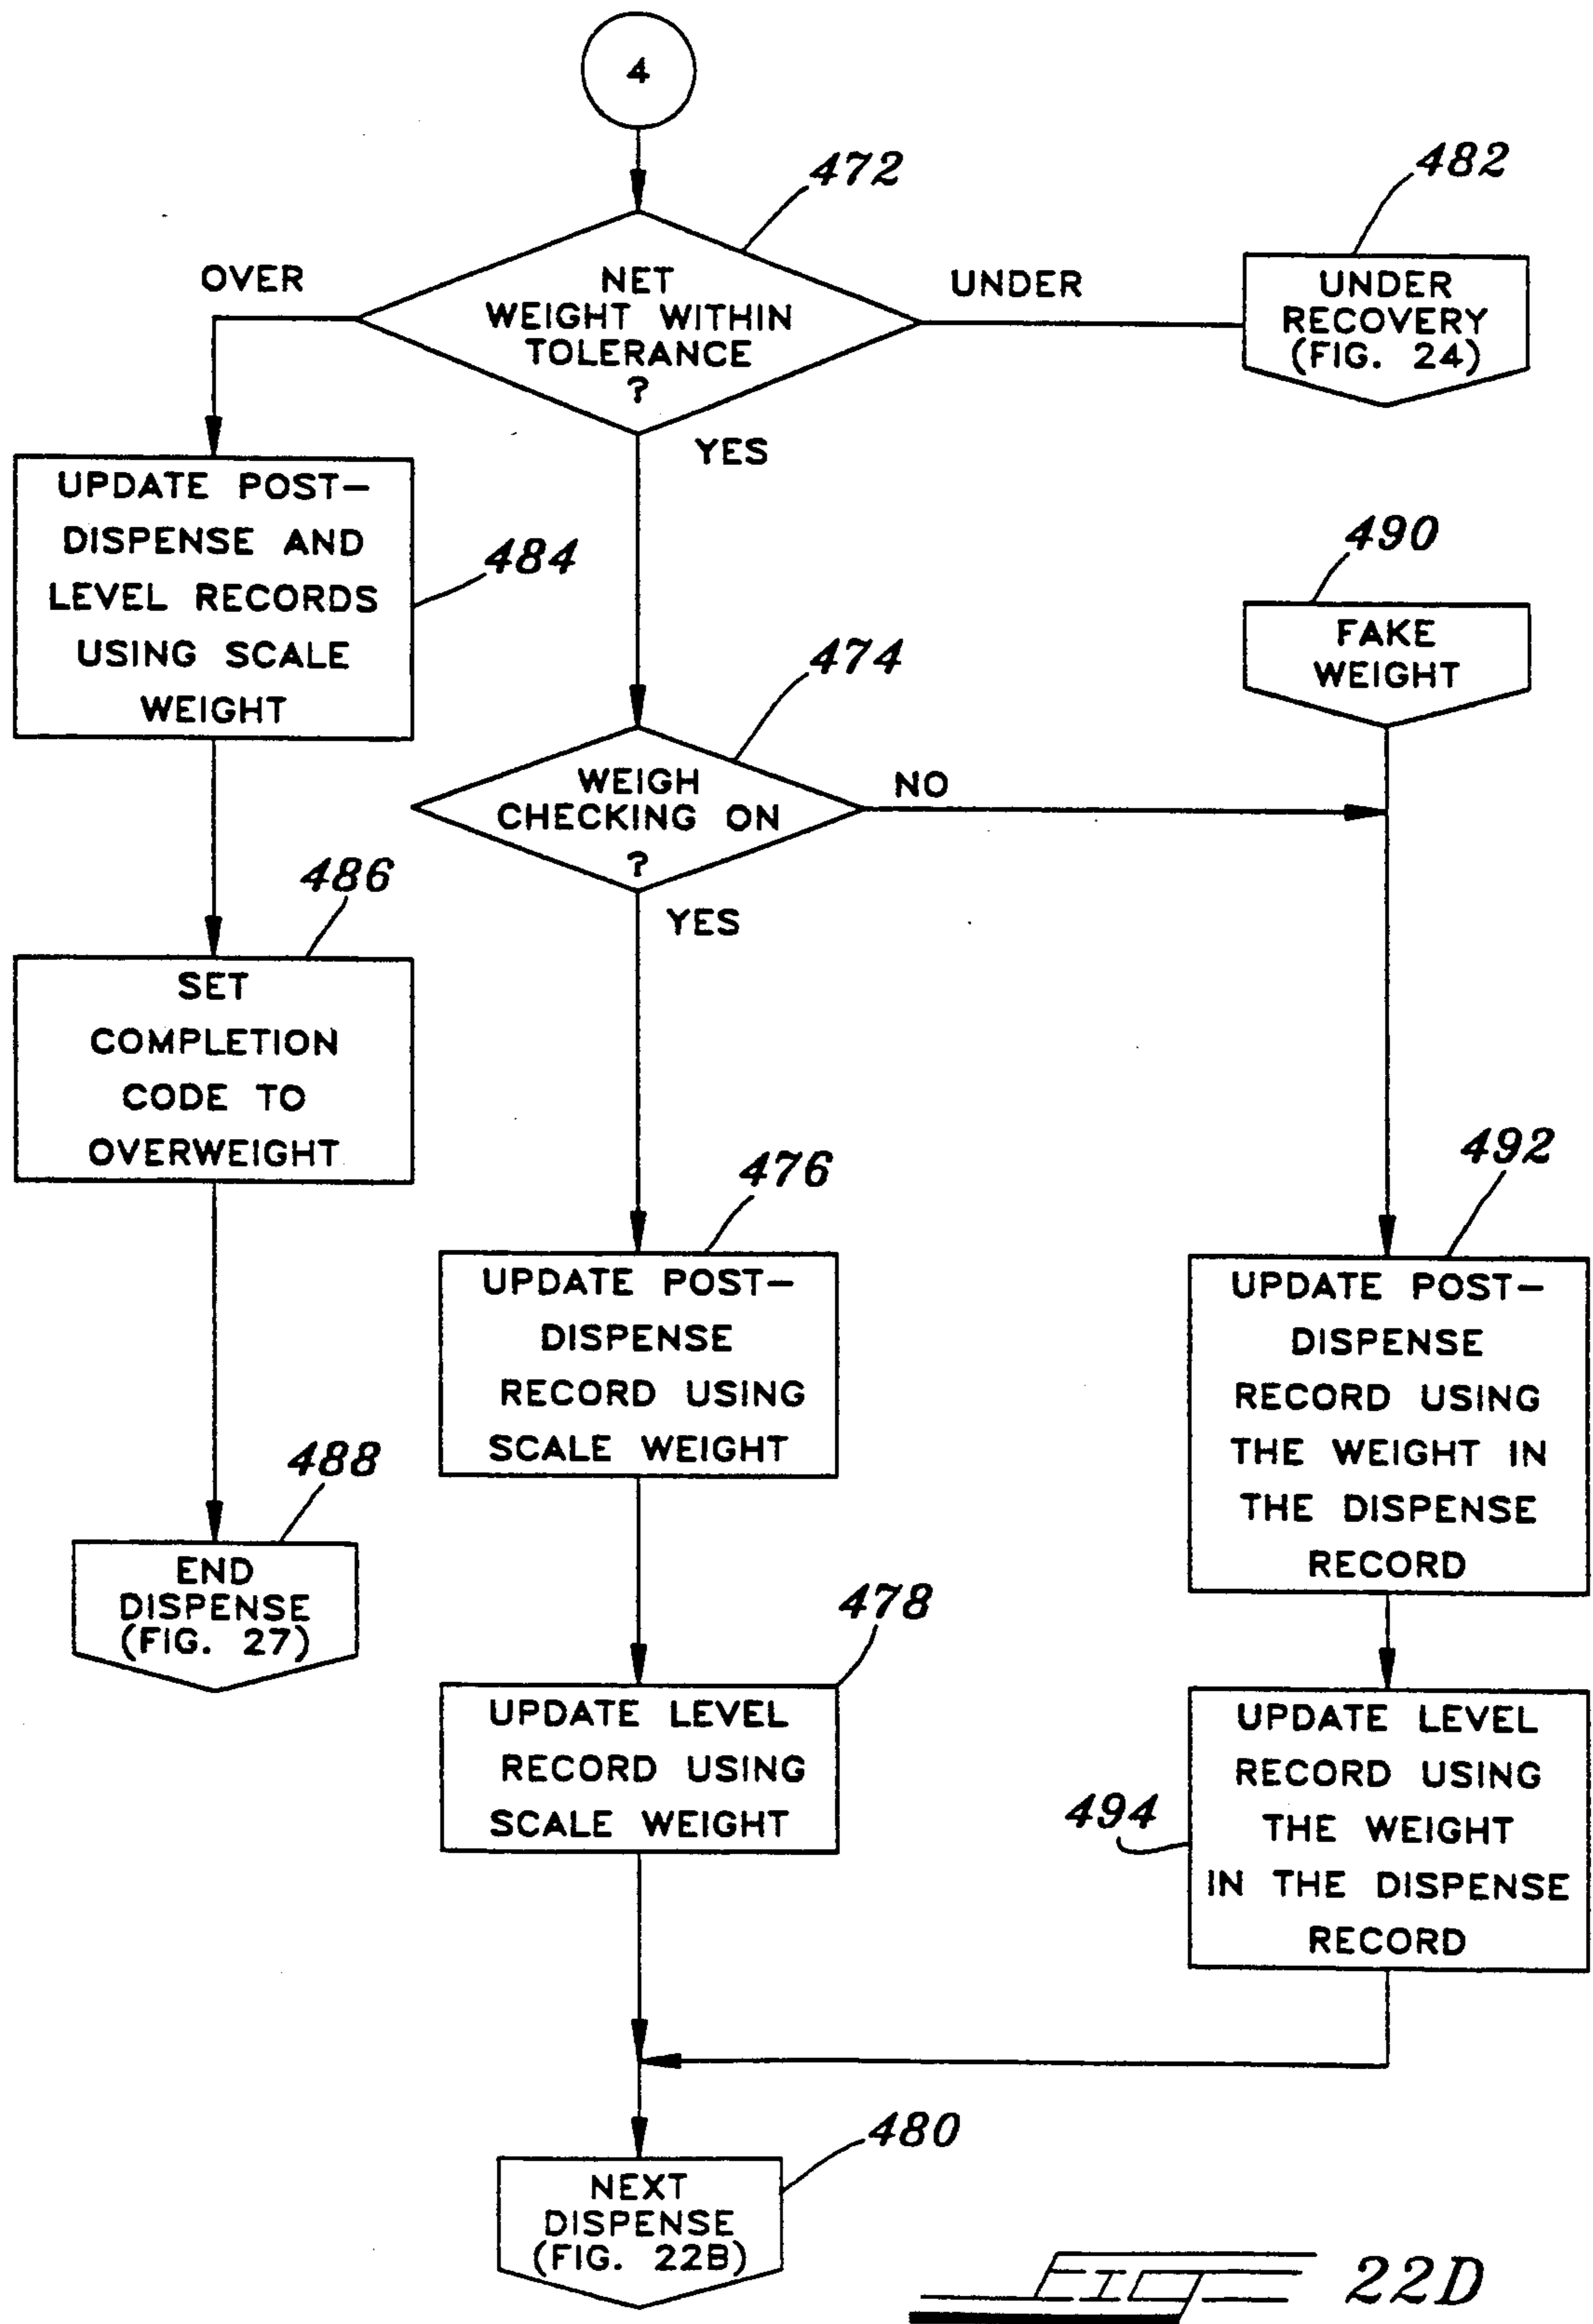 4
472
482
OVER
NET
WEIGHT WITHIN
TOLERANCE
?
UNDER
UNDER
RECOVERY
(FIG. 24)
YES
UPDATE POST-
DISPENSE AND
LEVEL RECORDS
USING SCALE
WEIGHT
484
490
FAKE
WEIGHT
474
WEIGH
CHECKING ON
?
NO
YES
486
SET
COMPLETION
CODE TO
OVERWEIGHT
476
492
UPDATE POST-
DISPENSE
RECORD USING
SCALE WEIGHT
UPDATE POST-
DISPENSE
RECORD USING
THE WEIGHT IN
THE DISPENSE
RECORD
488
END
DISPENSE
(FIG. 27)
478
UPDATE LEVEL
RECORD USING
SCALE WEIGHT
494
UPDATE LEVEL
RECORD USING
THE WEIGHT
IN THE DISPENSE
RECORD
480
NEXT
DISPENSE
(FIG. 22B)
FIG 22D